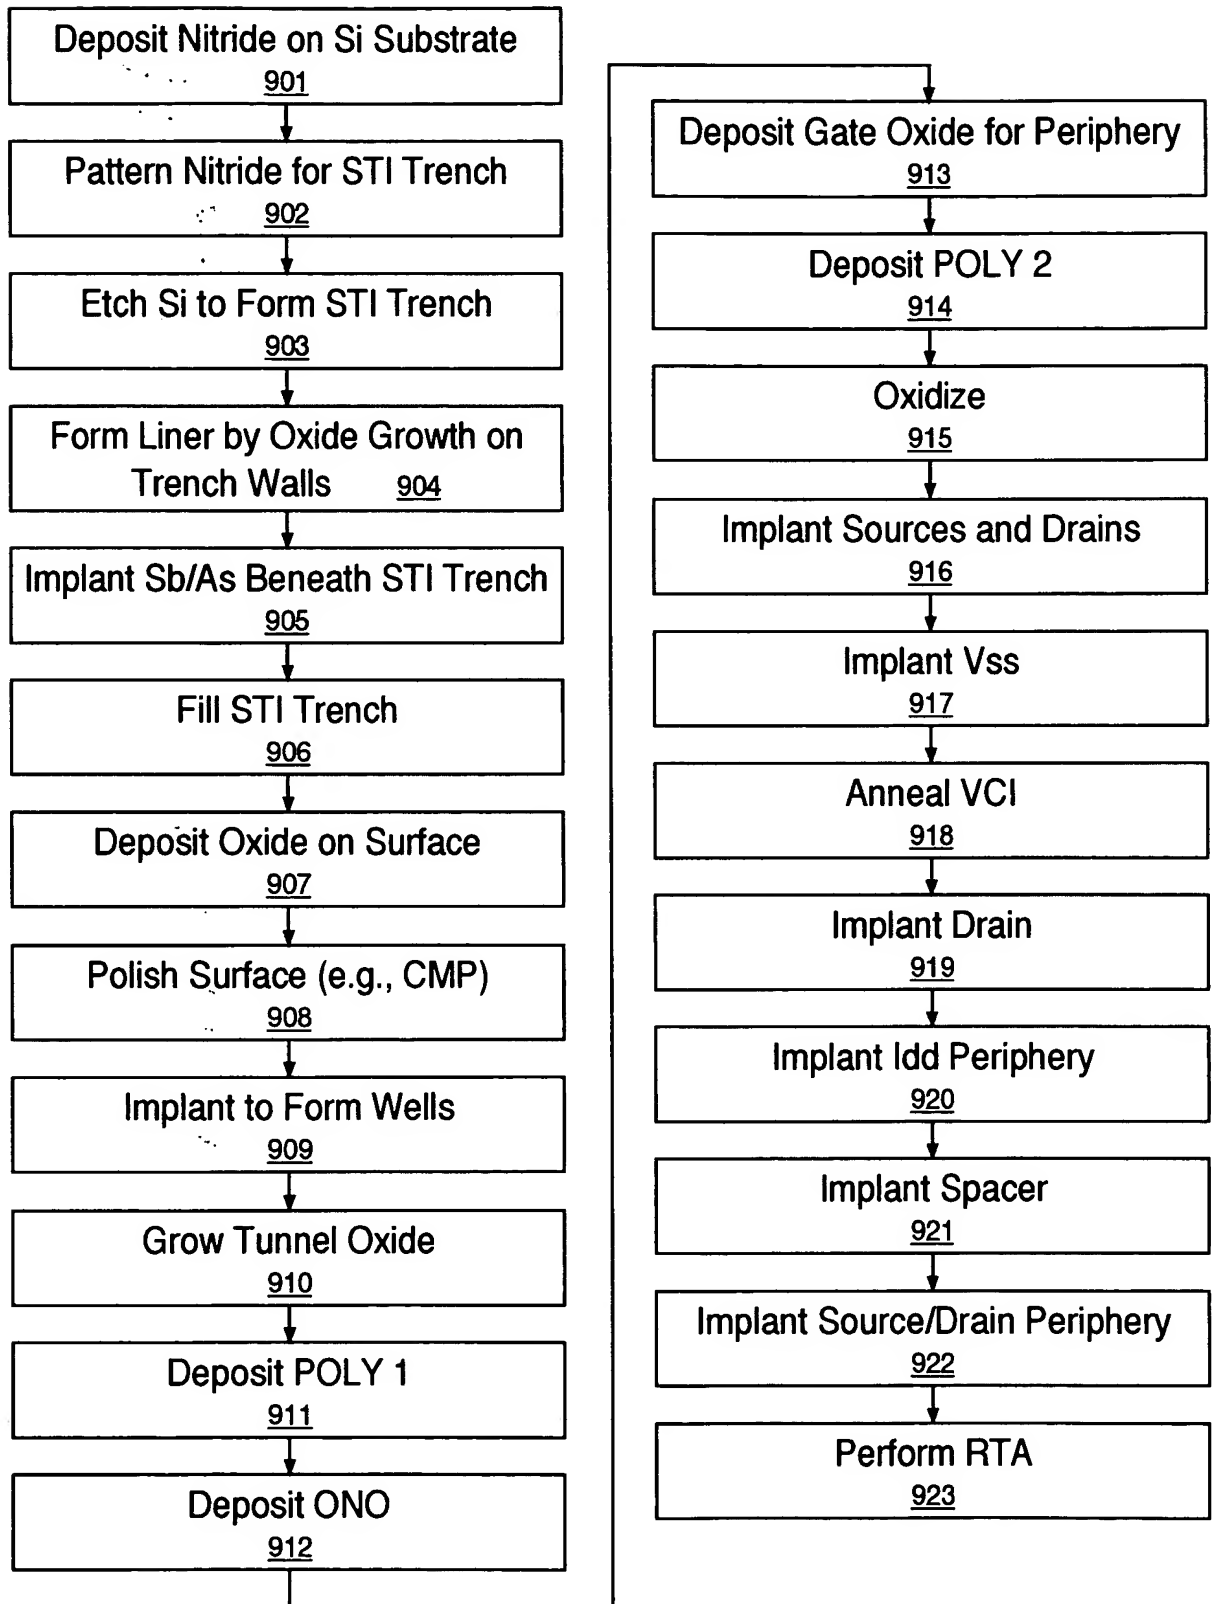 Deposit Nitride on Si Substrate
901
Pattern Nitride for STI Trench
902
Etch Si to Form STI Trench
903
Form Liner by Oxide Growth on
Trench Walls 904
Implant Sb/As Beneath STI Trench
905
Fill STI Trench
906
Deposit Oxide on Surface
907
Polish Surface (e.g., CMP)
908
Implant to Form Wells
909
Grow Tunnel Oxide
910
Deposit POLY 1
911
Deposit ONO
912
Deposit Gate Oxide for Periphery
913
Deposit POLY 2
914
Oxidize
915
Implant Sources and Drains
916
Implant Vss
917
Anneal VCI
918
Implant Drain
919
Implant Idd Periphery
920
Implant Spacer
921
Implant Source/Drain Periphery
922
Perform RTA
923